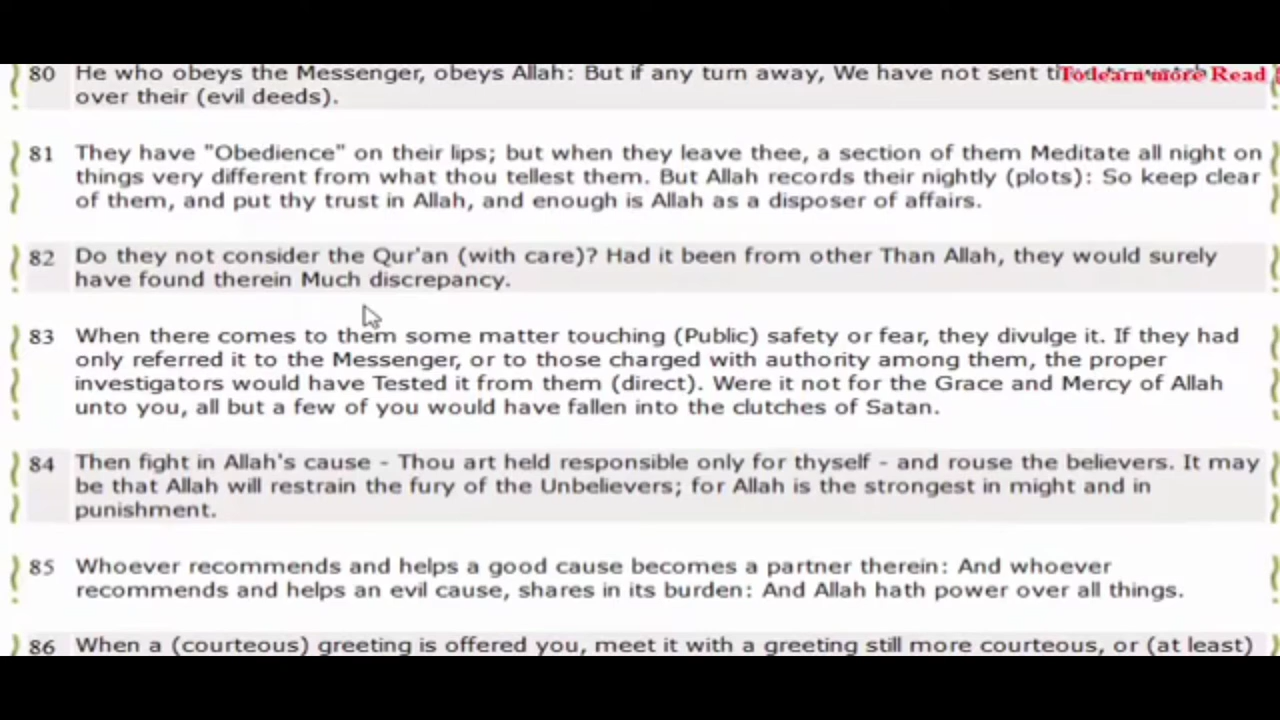 80 He who obeys the Messenger, obeys Allah: But if any turn away, We have not sent
To learn more Read
over their (evil deeds).
81 They have "Obedience" on their lips; but when they leave thee, a section of them Meditate all night on
things very different from what thou tellest them. But Allah records their nightly (plots): So keep clear
of them, and put thy trust in Allah, and enough is Allah as a disposer of affairs.
82 Do they not consider the Qur'an (with care)? Had it been from other Than Allah, they would surely
have found therein Much discrepancy.
83 When there comes to them some matter touching (Public) safety or fear, they divulge it. If they had
only referred it to the Messenger, or to those charged with authority among them, the proper
investigators would have Tested it from them (direct). Were it not for the Grace and Mercy of Allah
unto you, all but a few of you would have fallen into the clutches of Satan.
84 Then fight in Allah's cause - Thou art held responsible only for thyself - and rouse the believers. It may
be that Allah will restrain the fury of the Unbelievers; for Allah is the strongest in might and in
punishment.
85 Whoever recommends and helps a good cause becomes a partner therein: And whoever
recommends and helps an evil cause, shares in its burden: And Allah hath power over all things.
86 When a (courteous) greeting is offered you, meet it with a greeting still more courteous, or (at least)